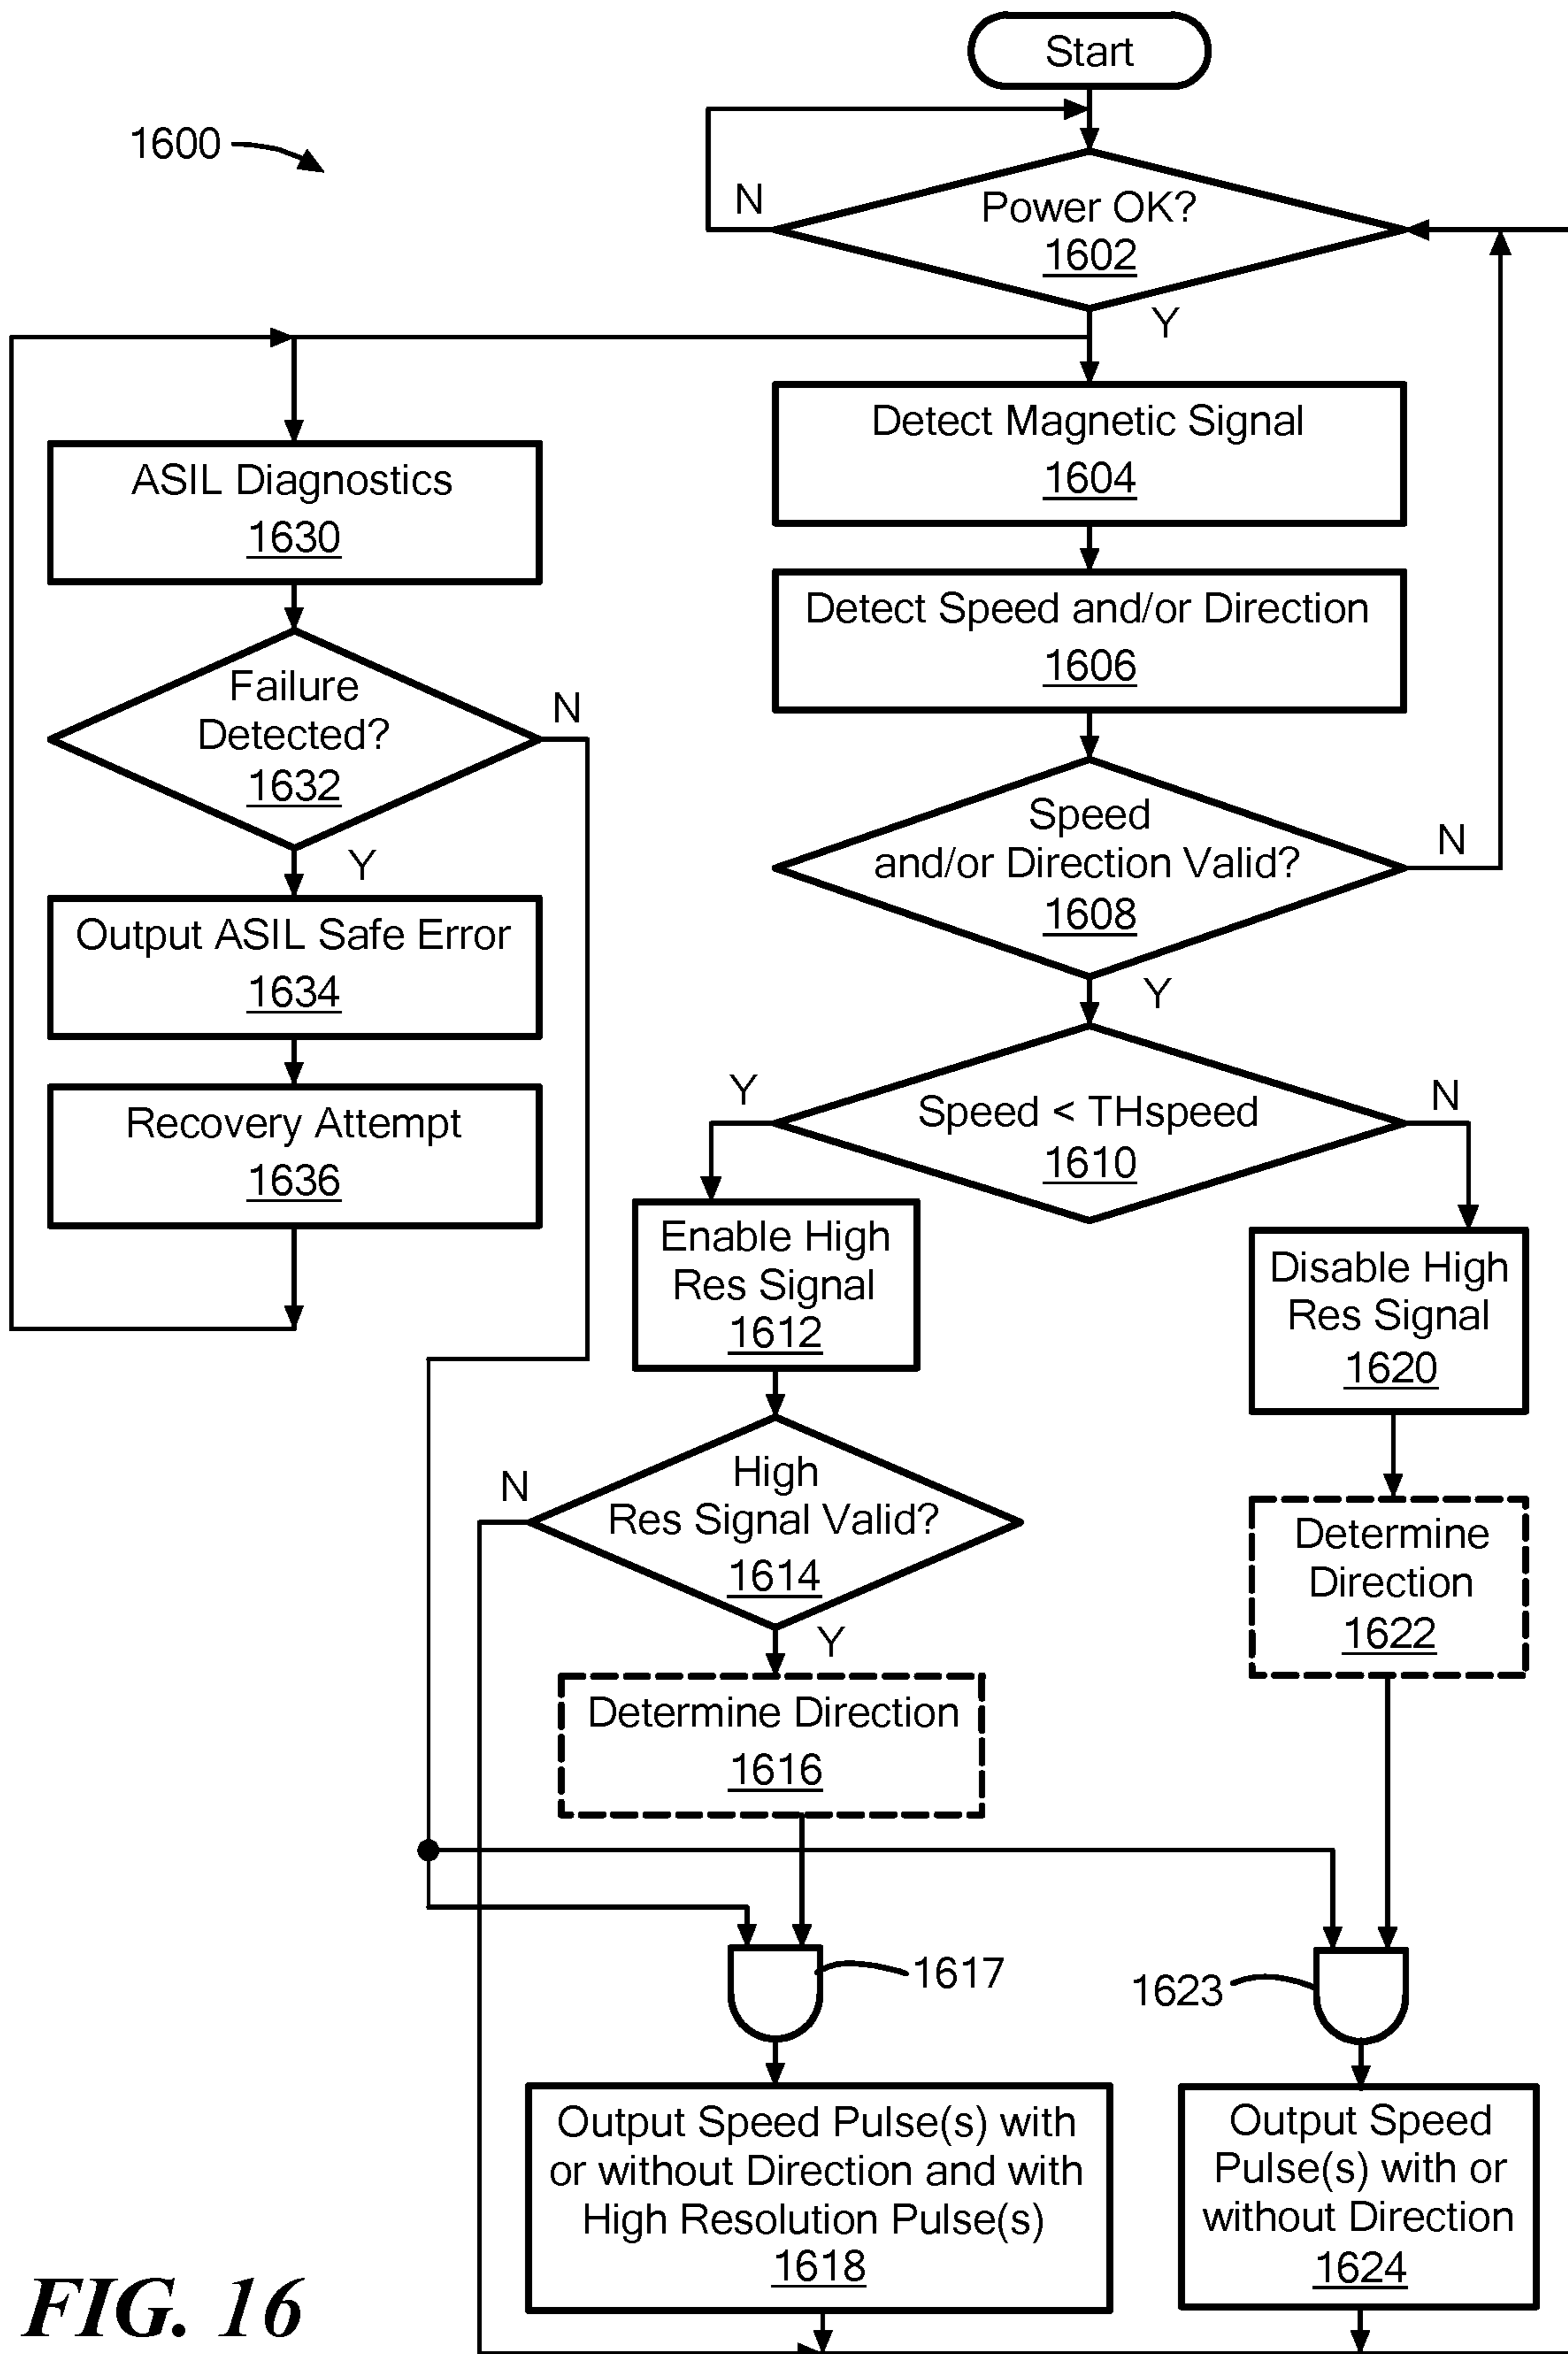 Start
1600
N
Power OK?
1602
Y
Detect Magnetic Signal
1604
ASIL Diagnostics
1630
Detect Speed and/or Direction
1606
Failure
Detected?
1632
N
Y
Speed
and/or Direction Valid?
1608
N
Y
Output ASIL Safe Error
1634
Recovery Attempt
1636
Y
Speed < THspeed
1610
N
Enable High
Res Signal
1612
Disable High
Res Signal
1620
N
High
Res Signal Valid?
1614
Y
Determine
Direction
1622
Determine Direction
1616
1617
1623
Output Speed Pulse(s) with
or without Direction and with
High Resolution Pulse(s)
1618
Output Speed
Pulse(s) with or
without Direction
1624
FIG. 16